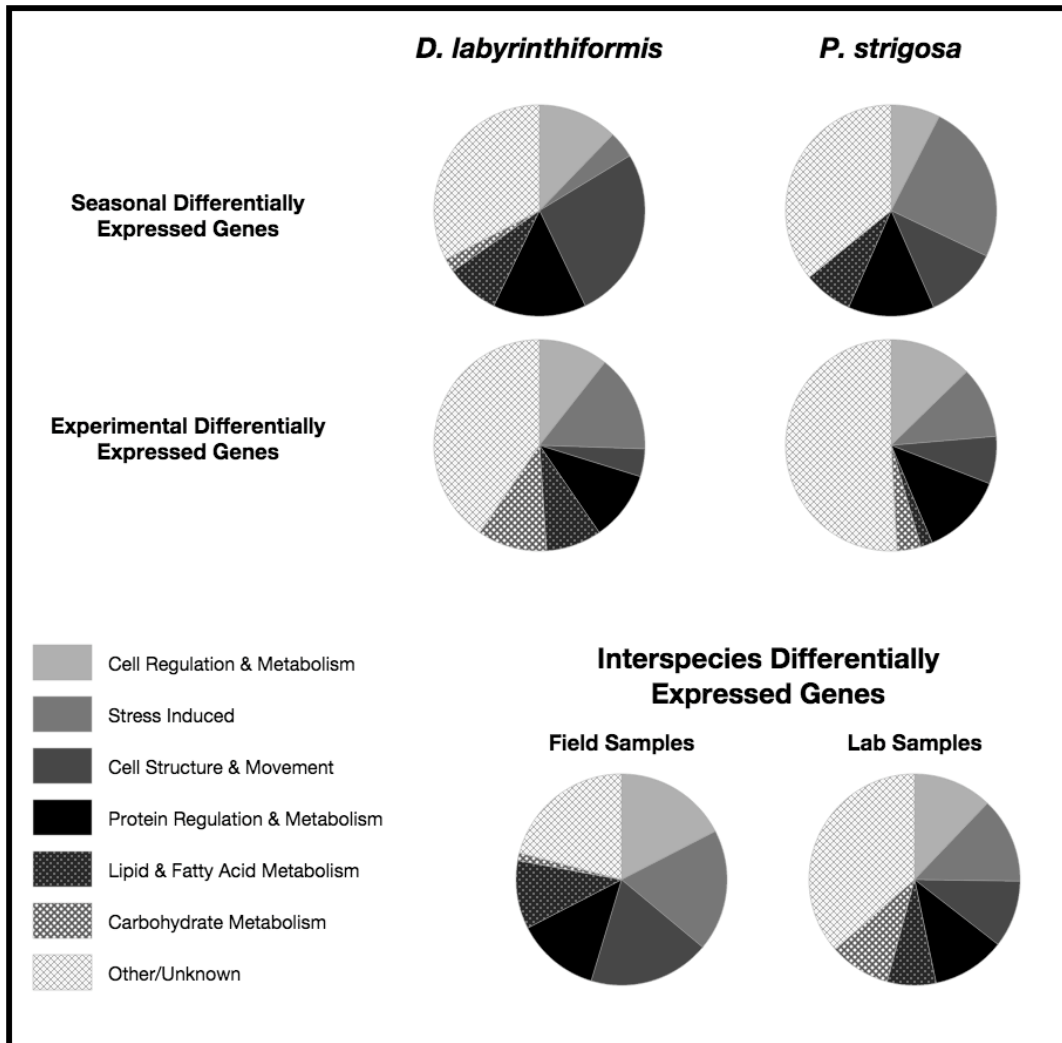 D. labyrinthiformis
P. strigosa
Seasonal Differentially
Expressed Genes
Experimental Differentially
Expressed Genes
Cell Regulation & Metabolism
Stress Induced
Cell Structure & Movement
Protein Regulation & Metabolism
Lipid & Fatty Acid Metabolism
Carbohydrate Metabolism
Other/Unknown
Interspecies Differentially
Expressed Genes
Field Samples
Lab Samples